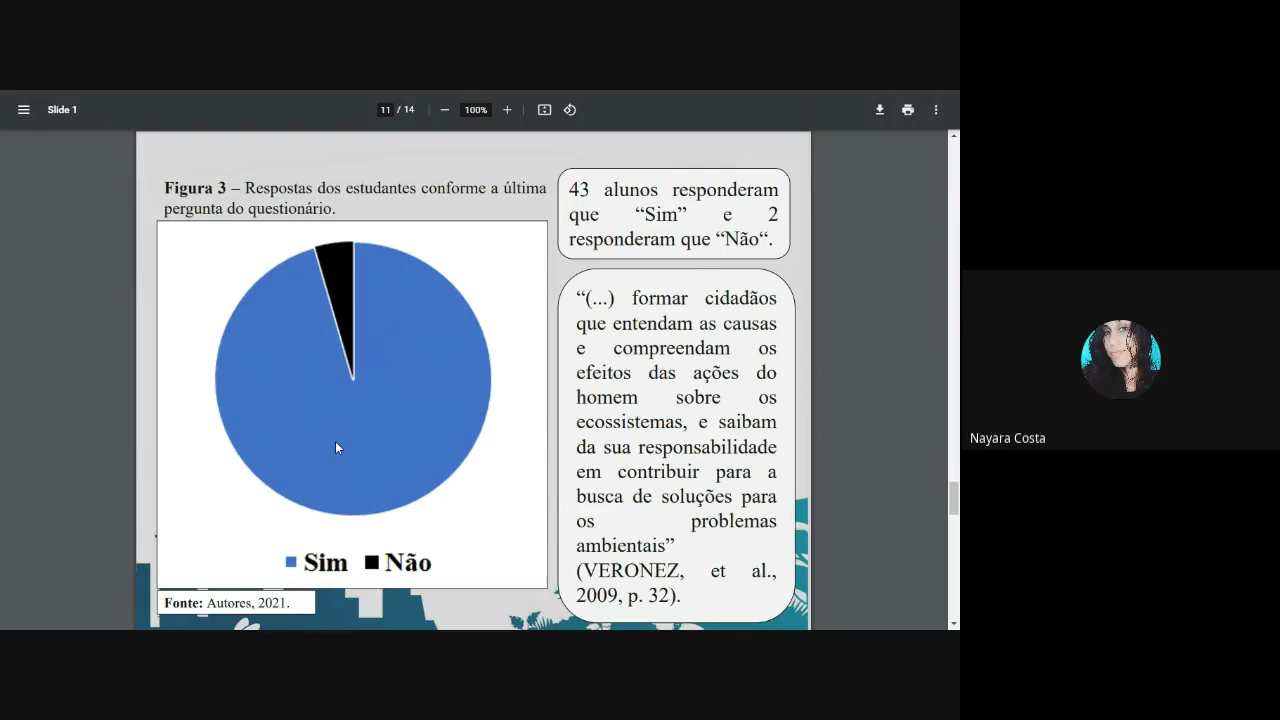 Slide 1
11 / 14
100%
Figura 3 – Respostas dos estudantes conforme a última
pergunta do questionário.
Sim Não
Fonte: Autores, 2021.
43 alunos responderam
que “Sim” e 2
responderam que “Não“.
“(...) formar cidadãos
que entendam as causas
e compreendam os
efeitos das ações do
homem sobre os
ecossistemas, e saibam
da sua responsabilidade
em contribuir para a
busca de soluções para
os problemas
ambientais”
(VERONEZ, et al.,
2009, p. 32).
Nayara Costa